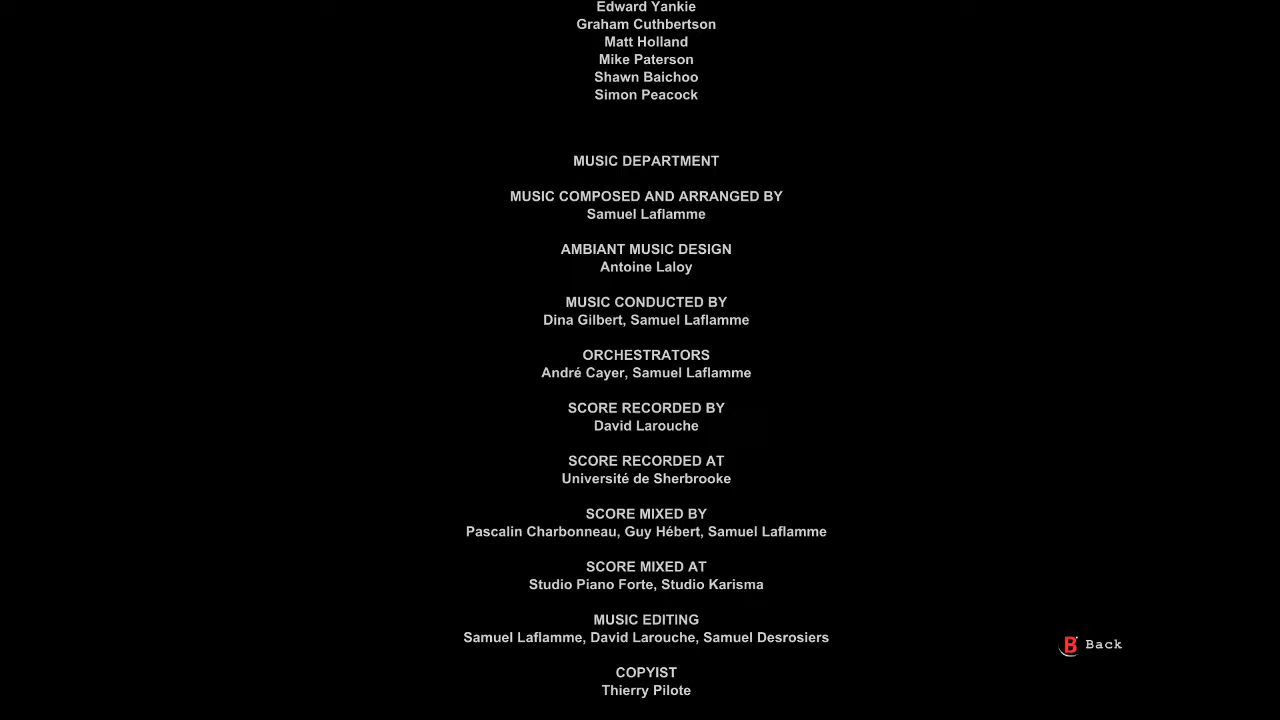 Edward Yankie
Graham Cuthbertson
Matt Holland
Mike Paterson
Shawn Baichoo
Simon Peacock
MUSIC DEPARTMENT
MUSIC COMPOSED AND ARRANGED BY
Samuel Laflamme
AMBIANT MUSIC DESIGN
Antoine Laloy
MUSIC CONDUCTED BY
Dina Gilbert, Samuel Laflamme
ORCHESTRATORS
André Cayer, Samuel Laflamme
SCORE RECORDED BY
David Larouche
SCORE RECORDED AT
Université de Sherbrooke
SCORE MIXED BY
Pascalin Charbonneau, Guy Hébert, Samuel Laflamme
SCORE MIXED AT
Studio Piano Forte, Studio Karisma
MUSIC EDITING
Samuel Laflamme, David Larouche, Samuel Desrosiers
B Back
COPYIST
Thierry Pilote